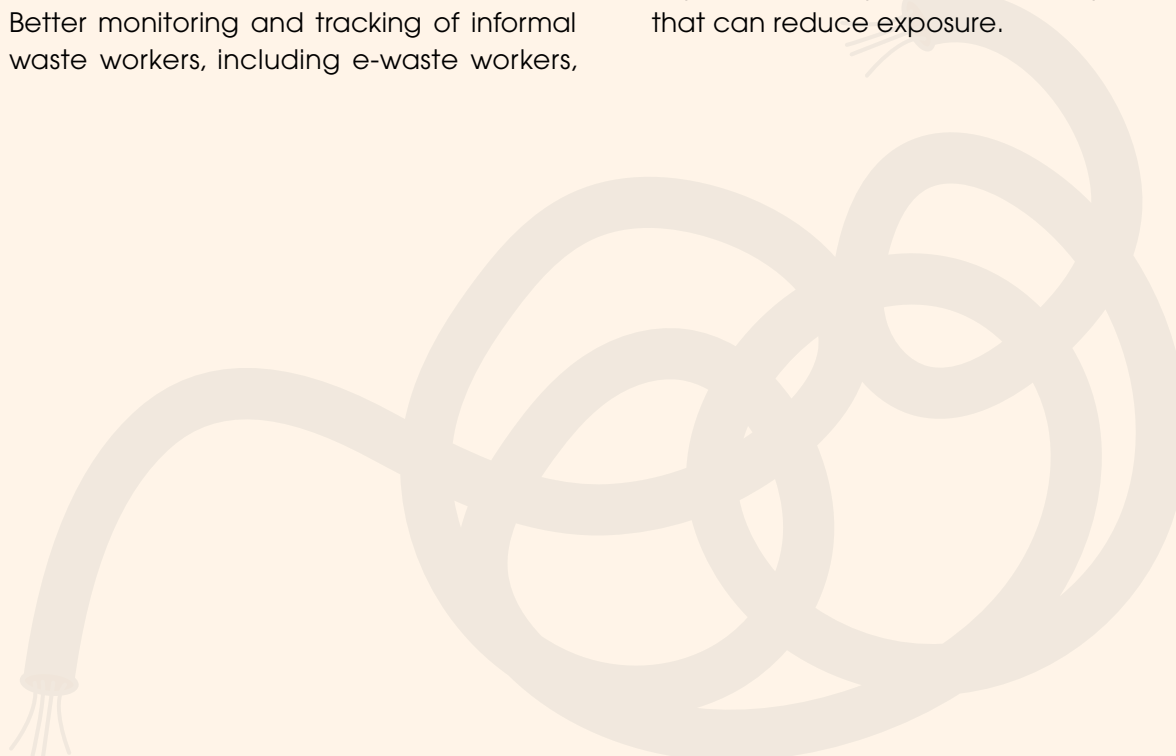 Better monitoring and tracking of informal
waste workers, including e-waste workers,
that can reduce exposure.